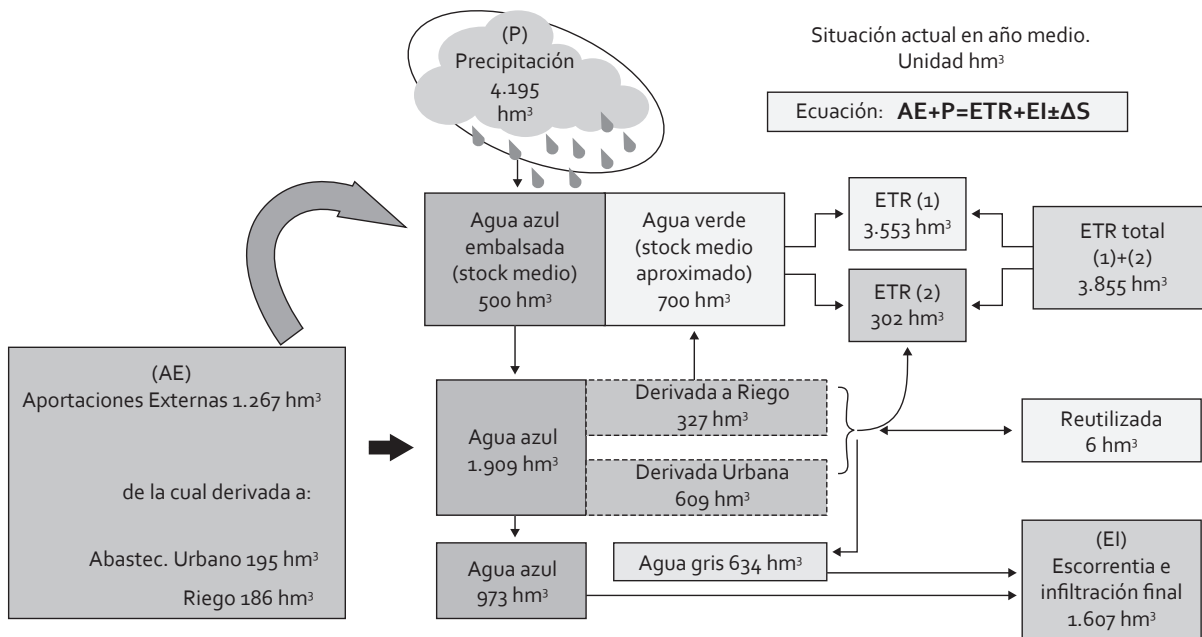 (P)
Precipitación
4.195
hm³
Situación actual en año medio.
Unidad hm³
Ecuación: AE+P=ETR+EI±ΔS
Agua azul
embalsada
(stock medio)
500 hm³
Agua verde
(stock medio
aproximado)
700 hm³
ETR (1)
3.553 hm³
ETR (2)
302 hm³
ETR total
(1)+(2)
3.855 hm³
(AE)
Aportaciones Externas 1.267 hm³
de la cual derivada a:
Abastec. Urbano 195 hm³
Riego 186 hm³
Agua azul
1.909 hm³
Derivada a Riego
327 hm³
Derivada Urbana
609 hm³
Reutilizada
6 hm³
Agua azul
973 hm³
Agua gris 634 hm³
(EI)
Escorrentia e
infiltración final
1.607 hm³